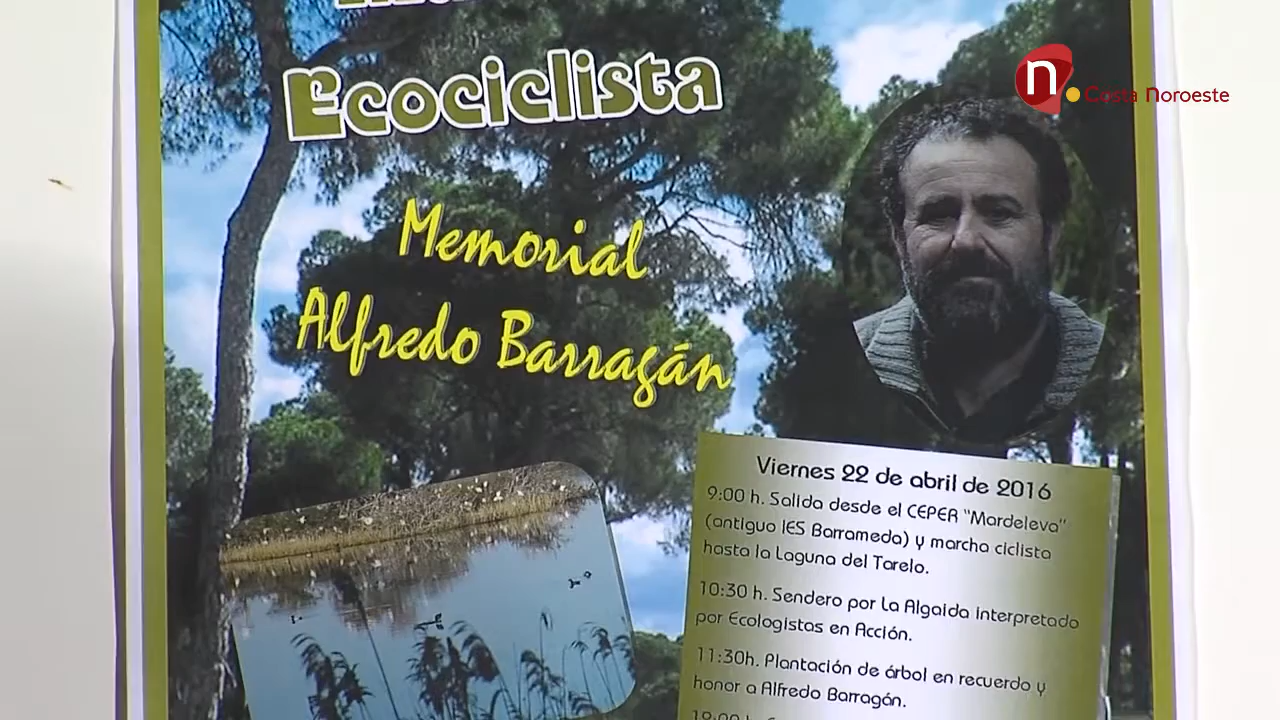 n
Costa Noroeste
Ecociclista
Memorial
Alfredo Barragán
Viernes 22 de abril de 2016
9:00 h. Salida desde el CEPER "Mardeleva"
(antiguo IES Barrameda) y marcha ciclista
hasta la Laguna del Tarelo.
10:30 h. Sendero por La Algaida interpretado
por Ecologistas en Acción.
11:30h. Plantación de árbol en recuerdo y
honor a Alfredo Barragán.